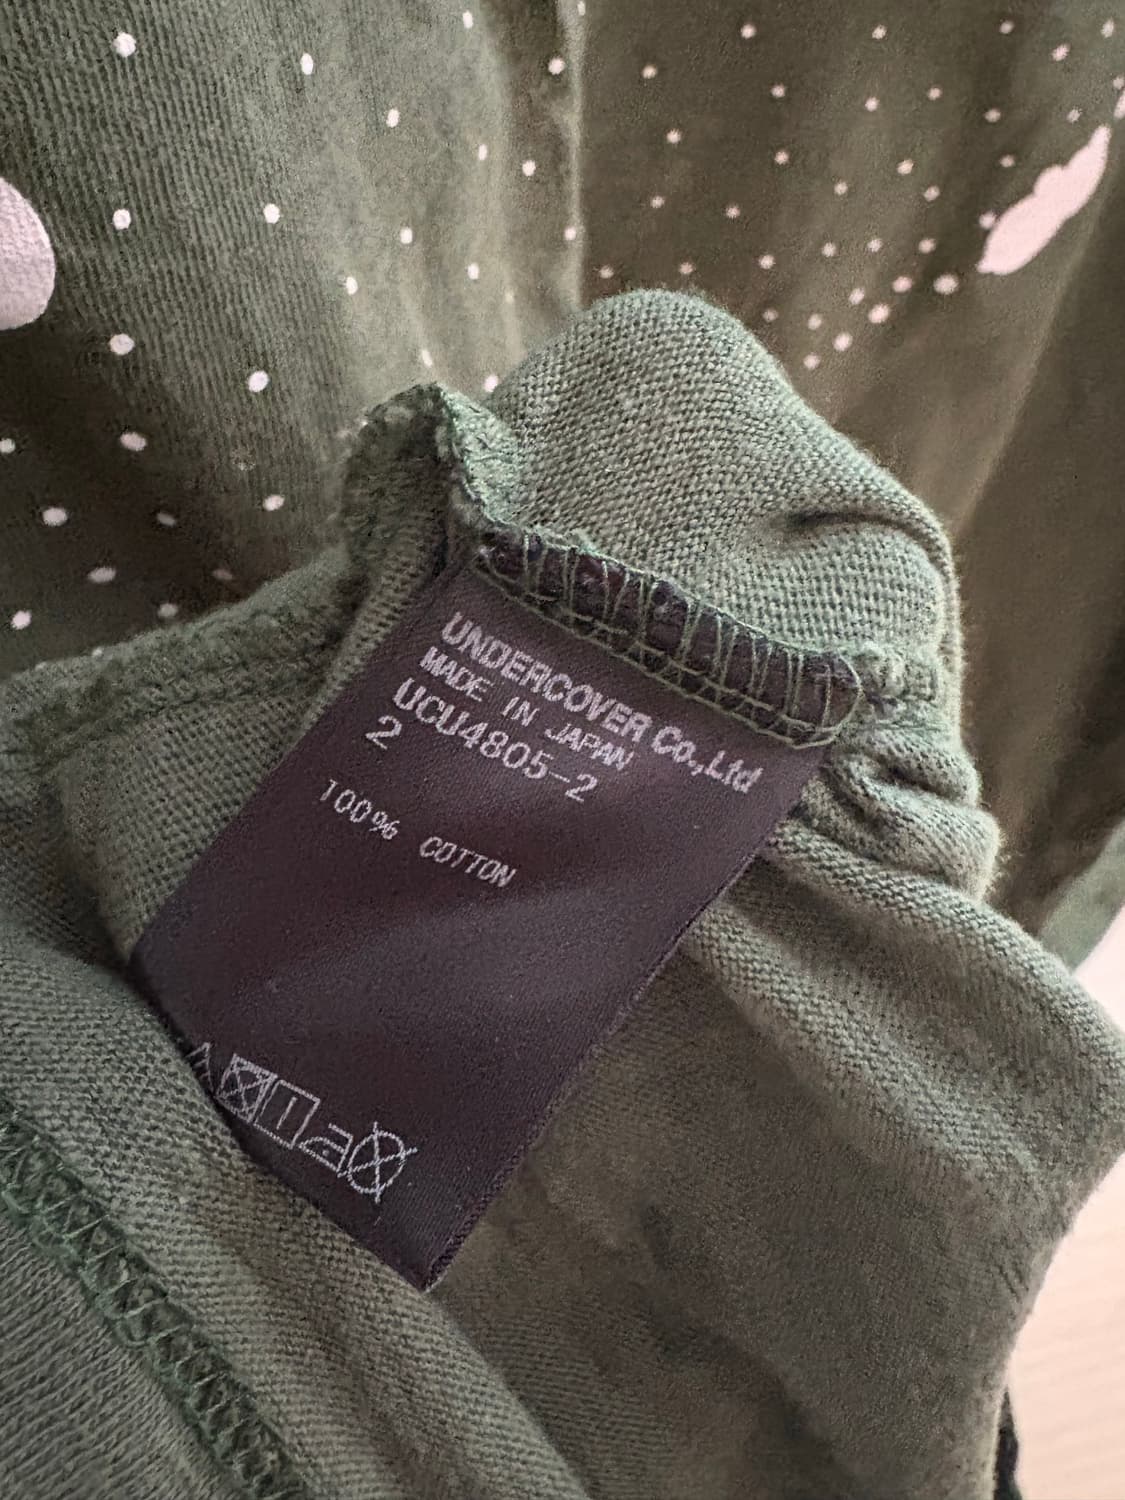 UNDERCOVER Co.,Ltd
MADE IN JAPAN
UCU4805-2
2
100% COTTON